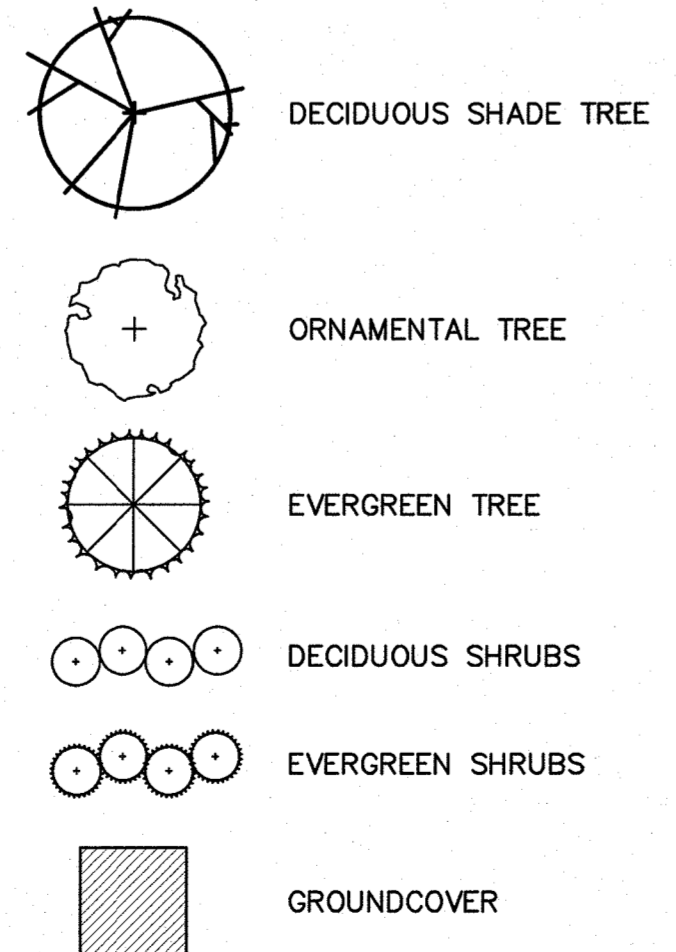 DECIDUOUS SHADE TREE
ORNAMENTAL TREE
EVERGREEN TREE
DECIDUOUS SHRUBS
EVERGREEN SHRUBS
GROUNDCOVER